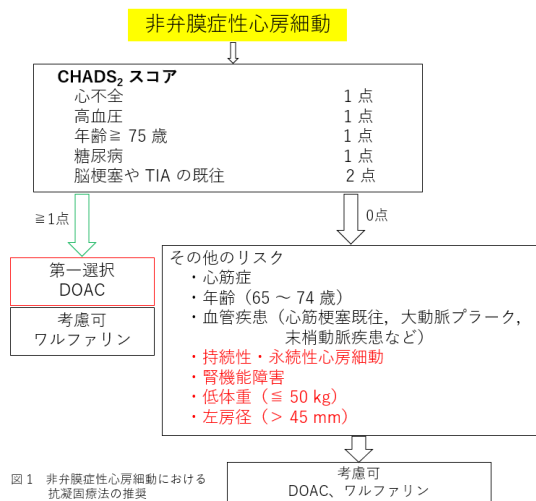 非弁膜症性心房細動
CHADS₂ スコア
心不全 1 点
高血圧 1 点
年齢≧ 75 歳 1 点
糖尿病 1 点
脳梗塞や TIA の既往 2 点
≧1点
0点
第一選択
DOAC
考慮可
ワルファリン
その他のリスク
・心筋症
・年齢（65 ～ 74 歳）
・血管疾患（心筋梗塞既往，大動脈プラーク，
末梢動脈疾患など）
・持続性・永続性心房細動
・腎機能障害
・低体重（≦ 50 kg）
・左房径（＞ 45 mm）
考慮可
DOAC、ワルファリン
図 1 非弁膜症性心房細動における
抗凝固療法の推奨